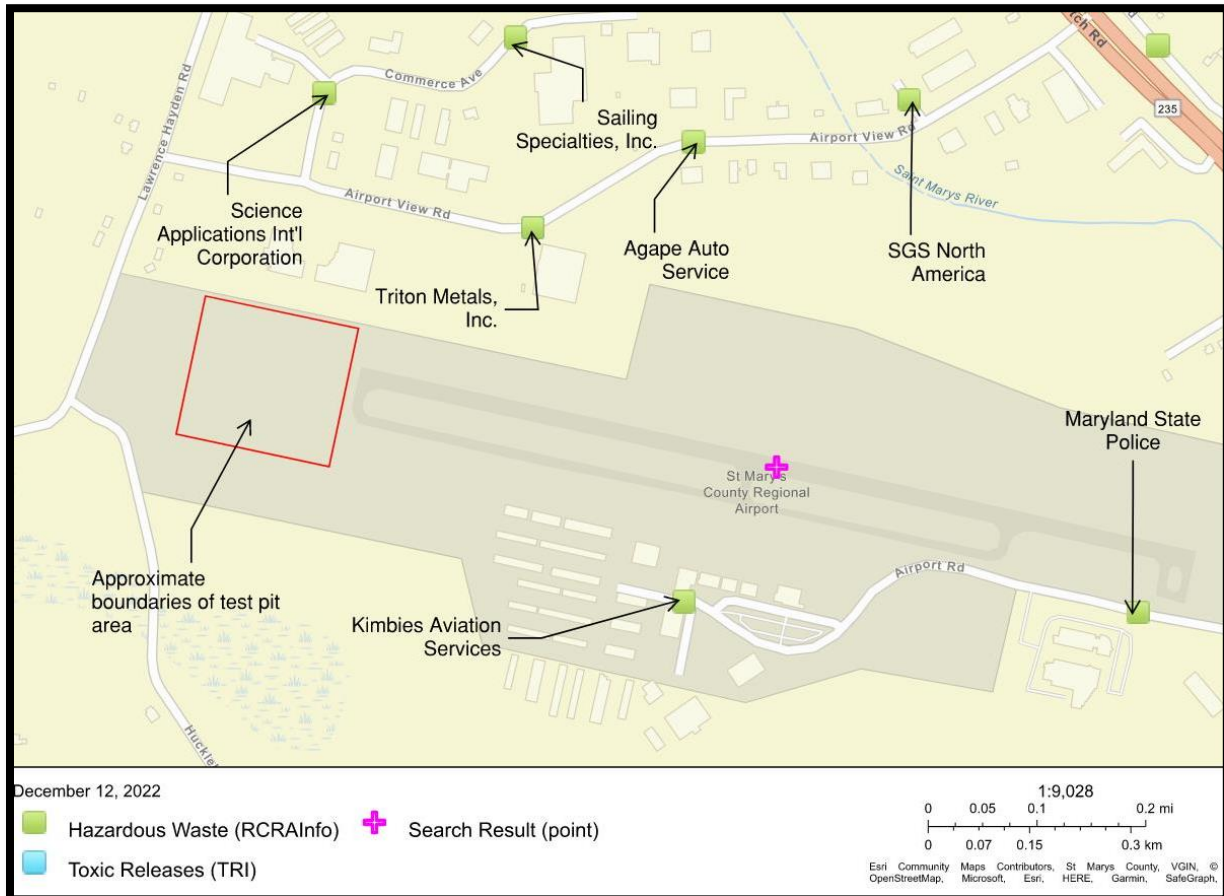 Lawrence Hayden Rd
Commerce Ave
235
Sailing
Specialties, Inc.
Airport View Rd
Saint Marys River
Science
Applications Int'l
Corporation
Airport View Rd
Agape Auto
Service
SGS North
America
Triton Metals,
Inc.
Maryland State
Police
St Mary's
County Regional
Airport
Approximate
boundaries of test pit
area
Airport Rd
Kimbies Aviation
Services
December 12, 2022
Hazardous Waste (RCRAInfo)
Search Result (point)
Toxic Releases (TRI)
1:9,028
0 0.05 0.1 0.2 mi
0 0.07 0.15 0.3 km
Esri Community Maps Contributors, St Marys County, VGIN, ©
OpenStreetMap, Microsoft, Esri, HERE, Garmin, SafeGraph,